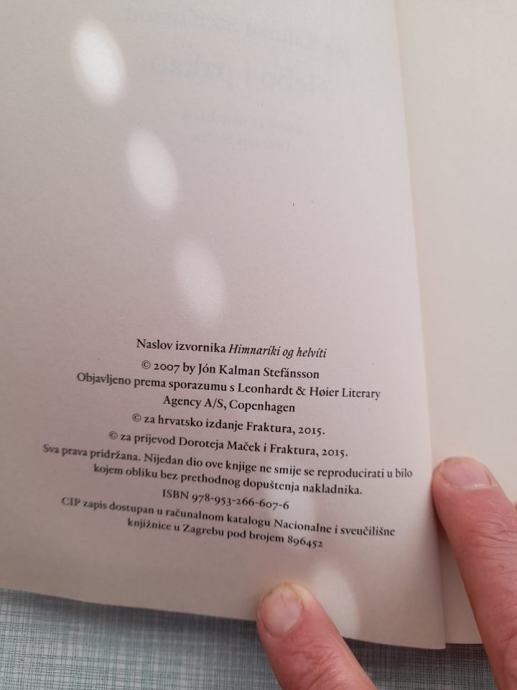 Naslov izvornika Himnaríki og helvíti
© 2007 by Jón Kalman Stefánsson
Objavljeno prema sporazumu s Leonhardt & Høier Literary
Agency A/S, Copenhagen
© za hrvatsko izdanje Fraktura, 2015.
© za prijevod Doroteja Maček i Fraktura, 2015.
Sva prava pridržana. Nijedan dio ove knjige ne smije se reproducirati u bilo
kojem obliku bez prethodnog dopuštenja nakladnika.
ISBN 978-953-266-607-6
CIP zapis dostupan u računalnom katalogu Nacionalne i sveučilišne
knjižnice u Zagrebu pod brojem 896452